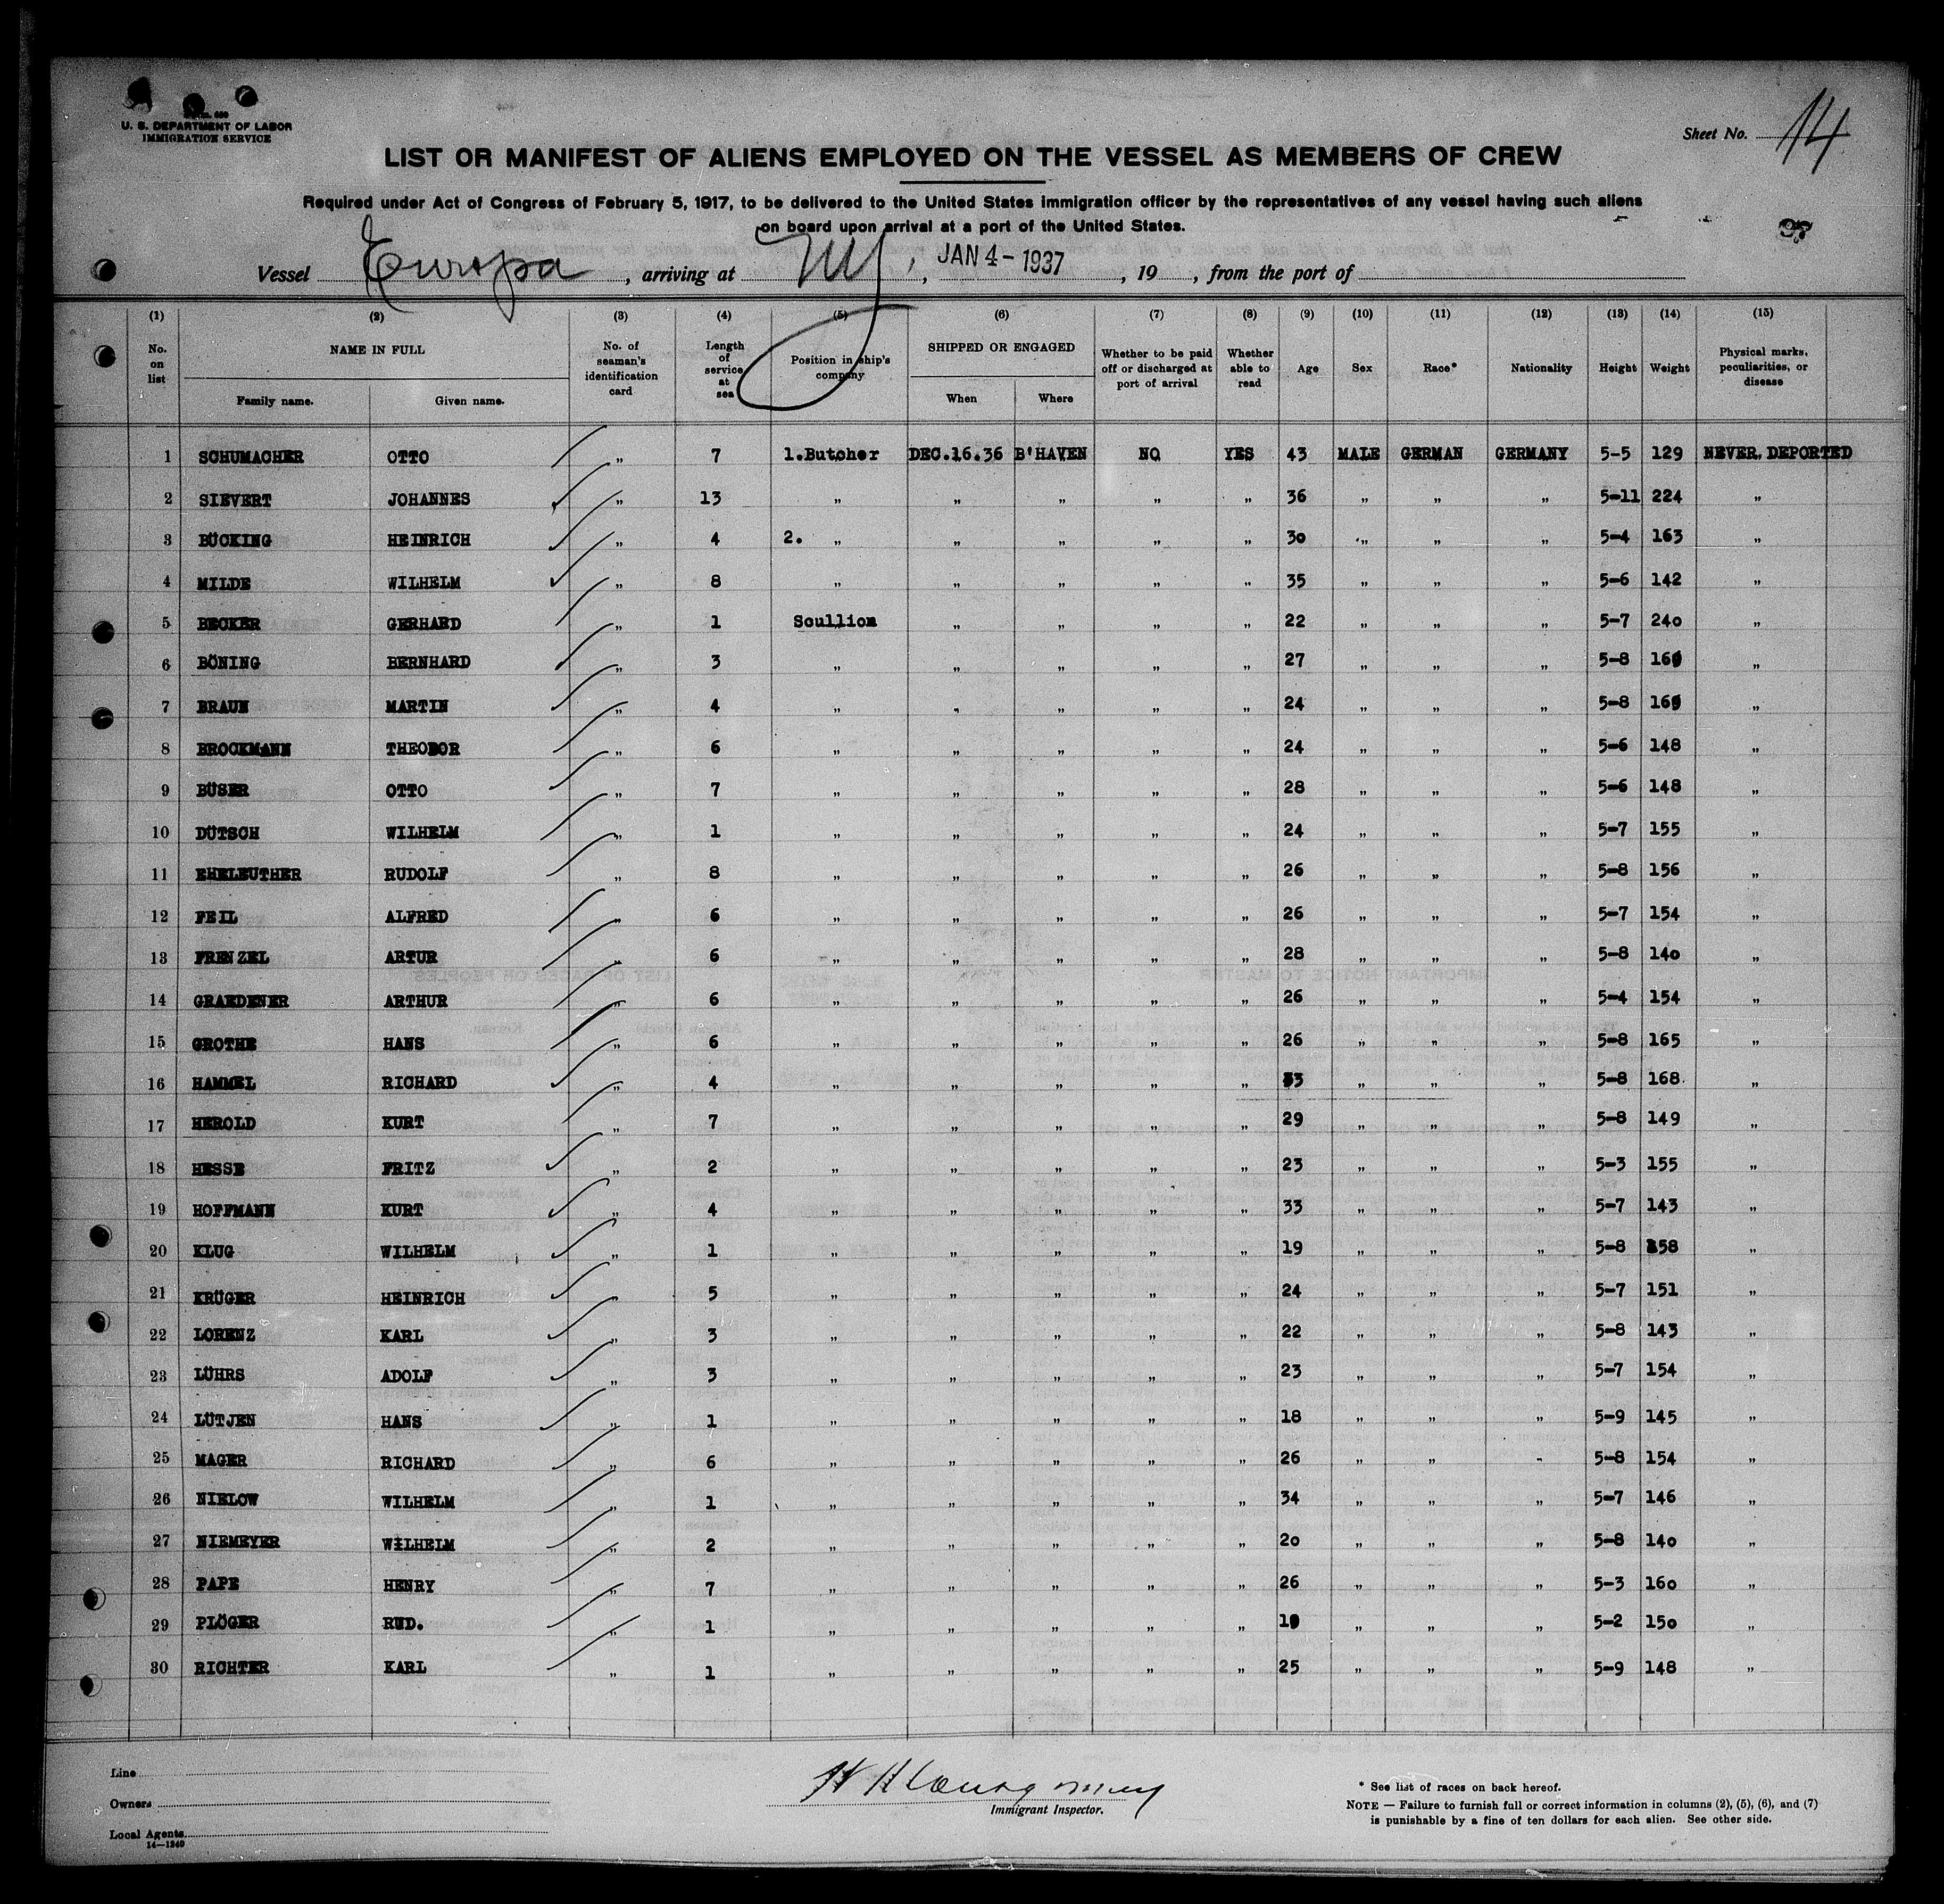 U. S. DEPARTMENT OF LABOR
IMMIGRATION SERVICE
Sheet No. 14
LIST OR MANIFEST OF ALIENS EMPLOYED ON THE VESSEL AS MEMBERS OF CREW
Required under Act of Congress of February 5, 1917, to be delivered to the United States immigration officer by the representatives of any vessel having such aliens
on board upon arrival at a port of the United States.
Vessel Europa, arriving at NY, JAN 4 - 1937, 19 , from the port of
(1) (2) (3) (4) (5) (6) (7) (8) (9) (10) (11) (12) (13) (14) (15)
No. on list NAME IN FULL Family name. Given name. No. of seaman's identification card Length of service at sea Position in ship's company SHIPPED OR ENGAGED When Where Whether to be paid off or discharged at port of arrival Whether able to read Age Sex Race* Nationality Height Weight Physical marks, peculiarities, or disease
1 SCHUMACHER OTTO „ 7 1.Butcher DEC.16.36 B'HAVEN NO YES 43 MALE GERMAN GERMANY 5-5 129 NEVER. DEPORTED
2 SIEVERT JOHANNES „ 13 „ „ „ „ „ 36 „ „ „ 5-11 224 „
3 BÜCKING HEINRICH „ 4 2. „ „ „ „ „ 30 „ „ „ 5-4 163 „
4 MILDE WILHELM „ 8 „ „ „ „ „ 35 „ „ „ 5-6 142 „
5 BECKER GERHARD „ 1 Scullion „ „ „ „ 22 „ „ „ 5-7 240 „
6 BÖNING BERNHARD „ 3 „ „ „ „ „ 27 „ „ „ 5-8 „
7 BRAUN MARTIN „ 4 „ „ „ „ „ 24 „ „ „ 5-8 „
8 BROCKMANN THEODOR „ 6 „ „ „ „ „ 24 „ „ „ 5-6 148 „
9 BÜSER OTTO „ 7 „ „ „ „ „ 28 „ „ „ 5-6 148 „
10 DÜTSCH WILHELM „ 1 „ „ „ „ „ 24 „ „ „ 5-7 155 „
11 EHELEUTHER RUDOLF „ 8 „ „ „ „ „ 26 „ „ „ 5-8 156 „
12 FEIL ALFRED „ 6 „ „ „ „ „ 26 „ „ „ 5-7 154 „
13 FRENZEL ARTUR „ 6 „ „ „ „ „ 28 „ „ „ 5-8 140 „
14 GRAEDENER ARTHUR „ 6 „ „ „ „ „ 26 „ „ „ 5-4 154 „
15 GROTHE HANS „ 6 „ „ „ „ „ 26 „ „ „ 5-8 165 „
16 HAMMEL RICHARD „ 4 „ „ „ „ „ 33 „ „ „ 5-8 168 „
17 HEROLD KURT „ 7 „ „ „ „ „ 29 „ „ „ 5-8 149 „
18 HESSE FRITZ „ 2 „ „ „ „ „ 23 „ „ „ 5-3 155 „
19 HOFFMANN KURT „ 4 „ „ „ „ „ 33 „ „ „ 5-7 143 „
20 KLUG WILHELM „ 1 „ „ „ „ „ 19 „ „ „ 5-8 158 „
21 KRÜGER HEINRICH „ 5 „ „ „ „ „ 24 „ „ „ 5-7 151 „
22 LORENZ KARL „ 3 „ „ „ „ „ 22 „ „ „ 5-8 143 „
23 LÜHRS ADOLF „ 3 „ „ „ „ „ 23 „ „ „ 5-7 154 „
24 LÜTJEN HANS „ 1 „ „ „ „ „ 18 „ „ „ 5-9 145 „
25 MAGER RICHARD „ 6 „ „ „ „ „ 26 „ „ „ 5-8 154 „
26 NIELOW WILHELM „ 1 „ „ „ „ „ 34 „ „ „ 5-7 146 „
27 NIEMEYER WILHELM „ 2 „ „ „ „ „ 20 „ „ „ 5-8 140 „
28 PAPE HENRY „ 7 „ „ „ „ „ 26 „ „ „ 5-3 160 „
29 PLÖGER RUD. „ 1 „ „ „ „ „ „ „ „ 5-2 150 „
30 RICHTER KARL „ 1 „ „ „ „ „ 25 „ „ „ 5-9 148 „
Line
Owners
Local Agents
14—1240
Immigrant Inspector.
* See list of races on back hereof.
NOTE — Failure to furnish full or correct information in columns (2), (5), (6), and (7)
is punishable by a fine of ten dollars for each alien. See other side.